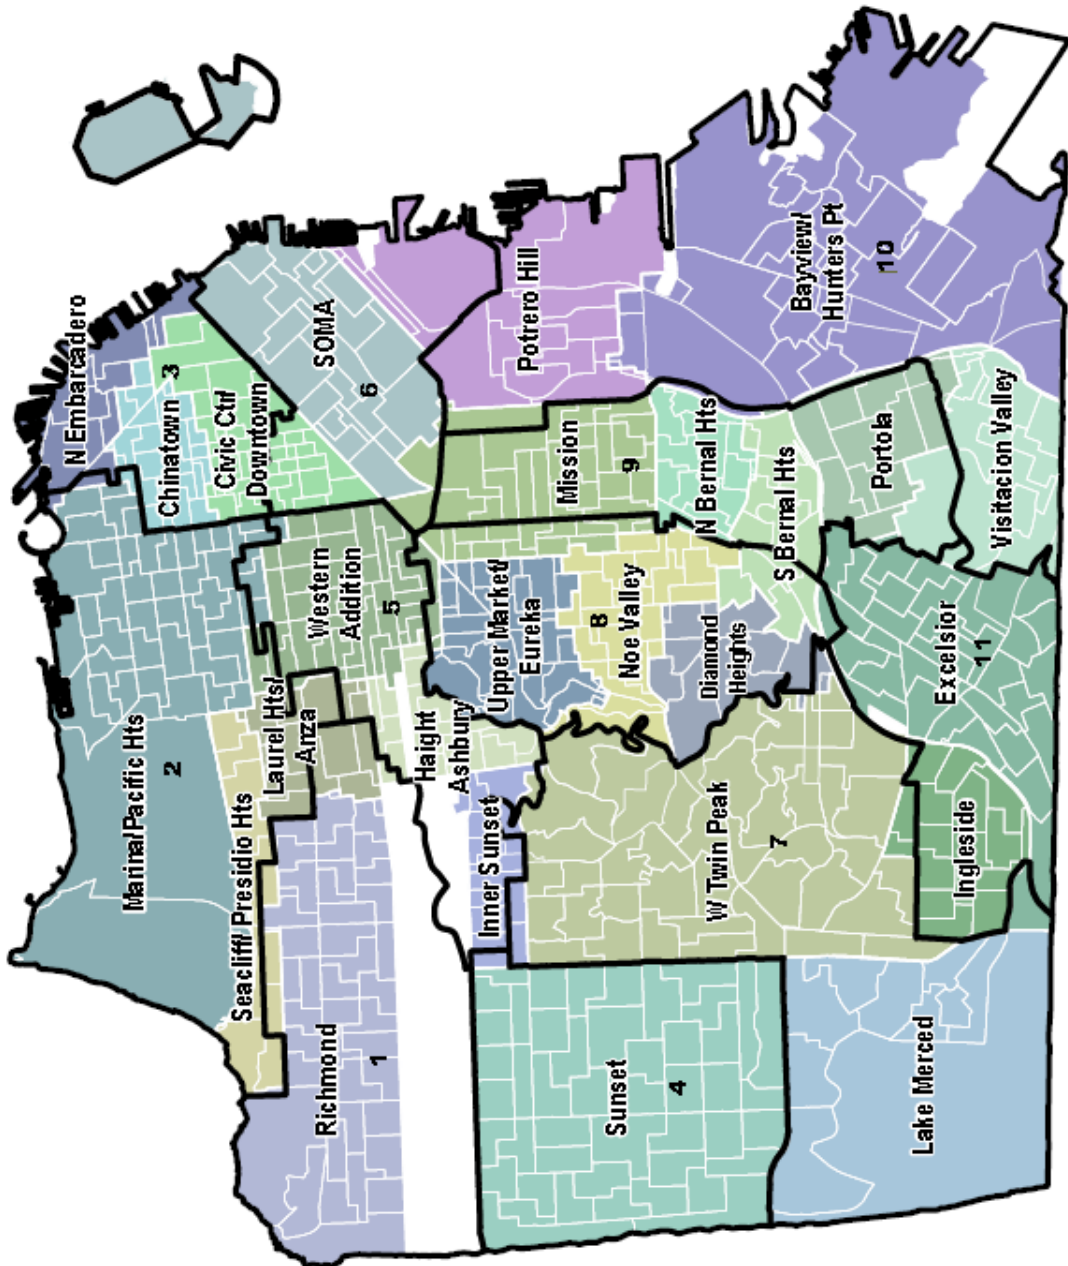 N Embarcadero
Chinatown
3
Civic Ctr/
Downtown
SOMA
6
Marina/Pacific Hts
2
Seacliff/ Presidio Hts
Laurel Hts/
Anza
Western
Addition
5
Richmond
1
Haight
Ashbury
Inner Sunset
Upper Market/
Eureka
8
Noe Valley
Diamond
Heights
Mission
9
N Bernal Hts
S Bernal Hts
Potrero Hill
Bayview/
Hunters Pt
10
Portola
Visitacion Valley
Excelsior
11
Ingleside
W Twin Peak
7
Sunset
4
Lake Merced